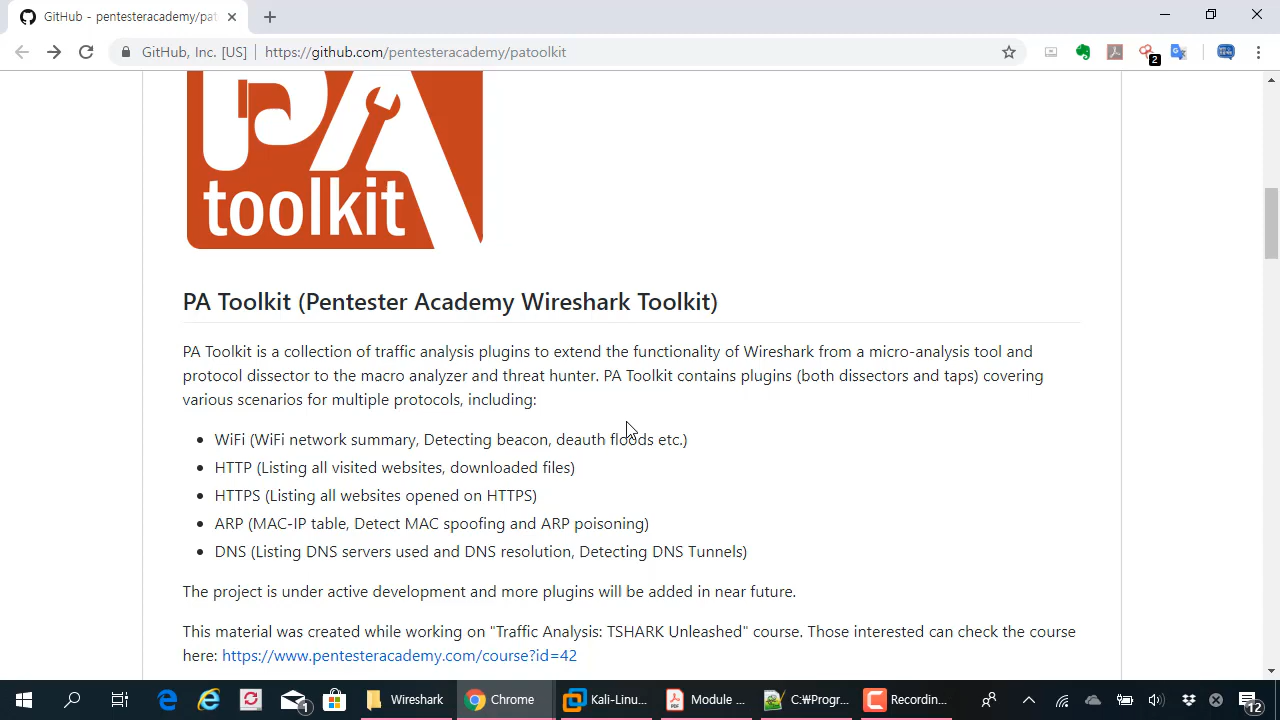 GitHub - pentesteracademy/pat
GitHub, Inc. [US] | https://github.com/pentesteracademy/patoolkit
2
PA
toolkit
PA Toolkit (Pentester Academy Wireshark Toolkit)
PA Toolkit is a collection of traffic analysis plugins to extend the functionality of Wireshark from a micro-analysis tool and
protocol dissector to the macro analyzer and threat hunter. PA Toolkit contains plugins (both dissectors and taps) covering
various scenarios for multiple protocols, including:
• WiFi (WiFi network summary, Detecting beacon, deauth floods etc.)
• HTTP (Listing all visited websites, downloaded files)
• HTTPS (Listing all websites opened on HTTPS)
• ARP (MAC-IP table, Detect MAC spoofing and ARP poisoning)
• DNS (Listing DNS servers used and DNS resolution, Detecting DNS Tunnels)
The project is under active development and more plugins will be added in near future.
This material was created while working on "Traffic Analysis: TSHARK Unleashed" course. Those interested can check the course
here: https://www.pentesteracademy.com/course?id=42
1 Wireshark Chrome Kali-Linu... Module ... C:₩Progr... Recordin... 12